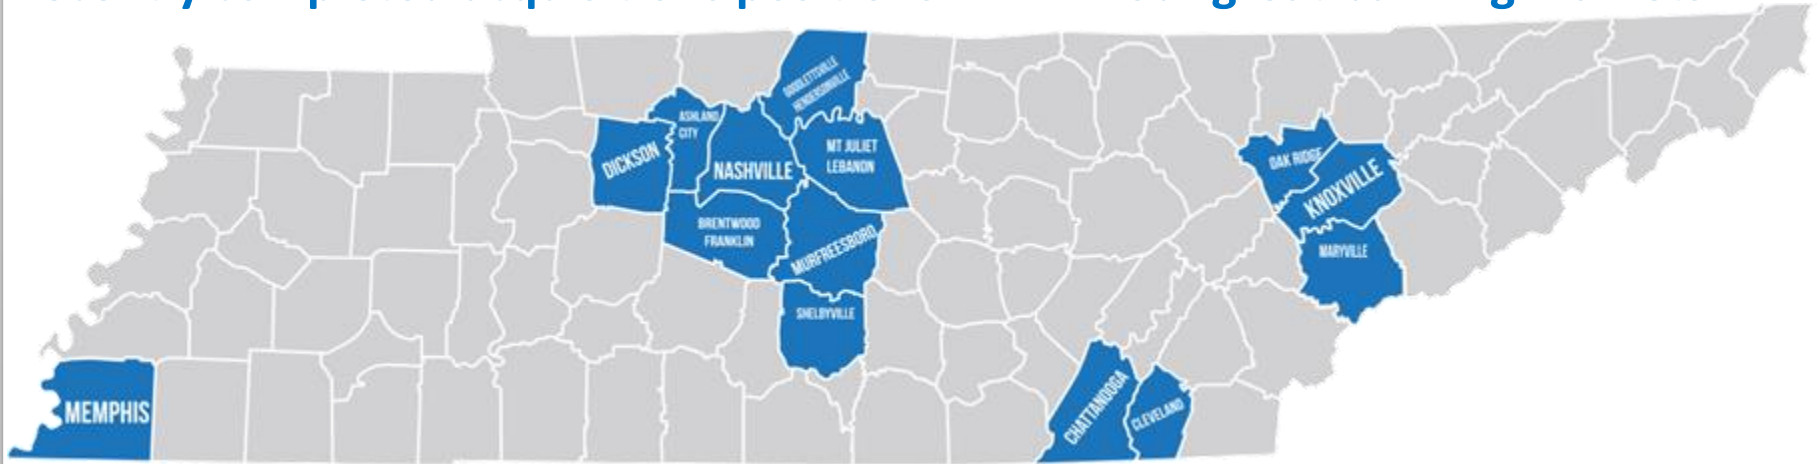 GOODLETTSVILLE
HENDERSONVILLE
ASHLAND
CITY
DICKSON
NASHVILLE
MT JULIET
LEBANON
BRENTWOOD
FRANKLIN
MURFREESBORO
SHELBYVILLE
OAK RIDGE
KNOXVILLE
MARYVILLE
MEMPHIS
CHATTANOOGA
CLEVELAND